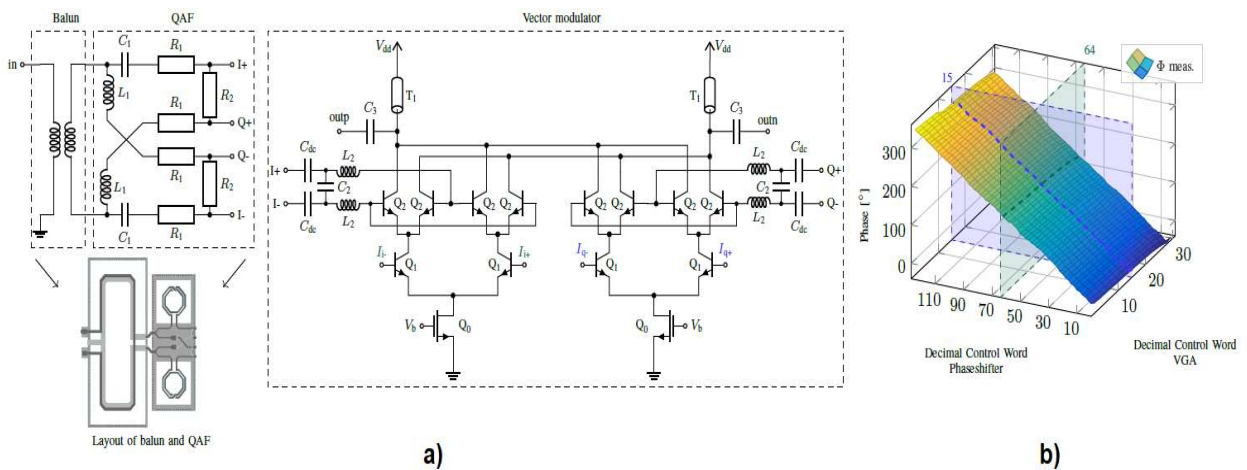 Balun QAF Vector modulator
in
C1 R1 I+
L1 R2
R1 Q+
R1 Q-
L1 R2
C1 R1 I-
Layout of balun and QAF
Vdd Vdd
T1 T1
outp C3 C3 outn
Cdc L2 L2 Cdc
I+ Q+
C2 C2
I- Q-
Cdc L2 L2 Cdc
Q2 Q2 Q2 Q2 Q2 Q2 Q2 Q2
Ii- Ii+ Iq- Iq+
Q1 Q1 Q1 Q1
Vb Q0 Q0 Vb
a)
64
15
Φ meas.
Phase [°]
300
200
100
0
110 90 70 50 30 10
10 20 30
Decimal Control Word
Phaseshifter
Decimal Control Word
VGA
b)